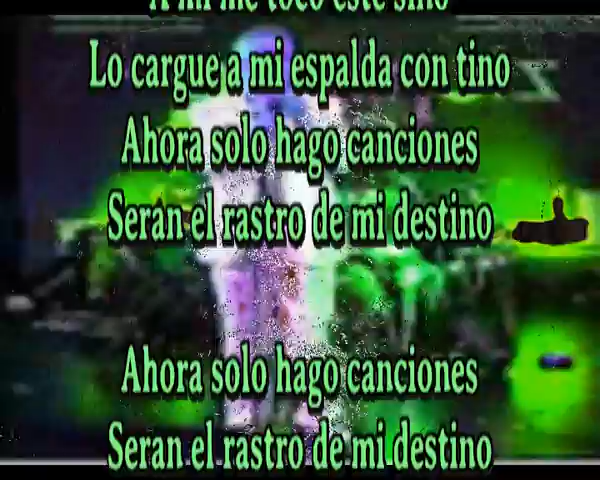 A mi me toco este sino
Lo cargue a mi espalda con tino
Ahora solo hago canciones
Seran el rastro de mi destino
Ahora solo hago canciones
Seran el rastro de mi destino